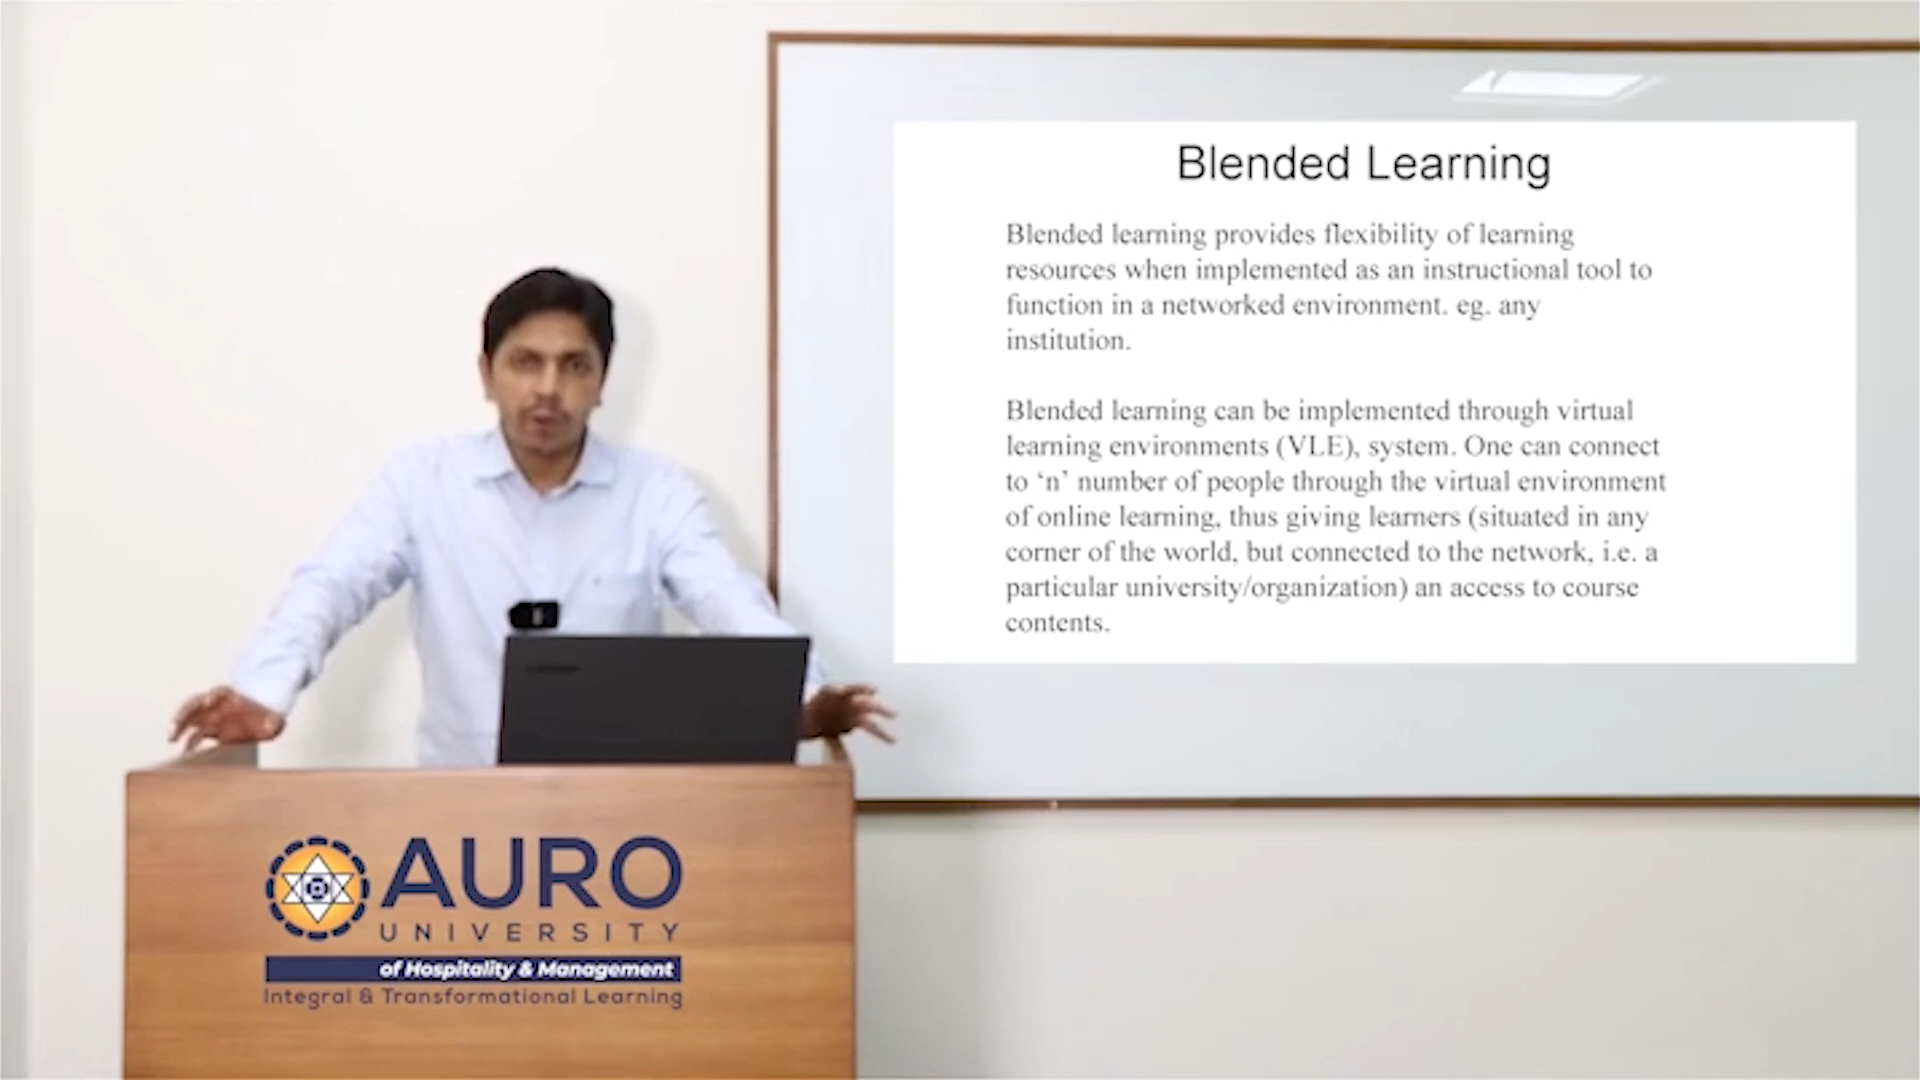 Blended Learning
Blended learning provides flexibility of learning
resources when implemented as an instructional tool to
function in a networked environment. eg. any
institution.
Blended learning can be implemented through virtual
learning environments (VLE), system. One can connect
to ‘n’ number of people through the virtual environment
of online learning, thus giving learners (situated in any
corner of the world, but connected to the network, i.e. a
particular university/organization) an access to course
contents.
AURO
UNIVERSITY
of Hospitality & Management
Integral & Transformational Learning